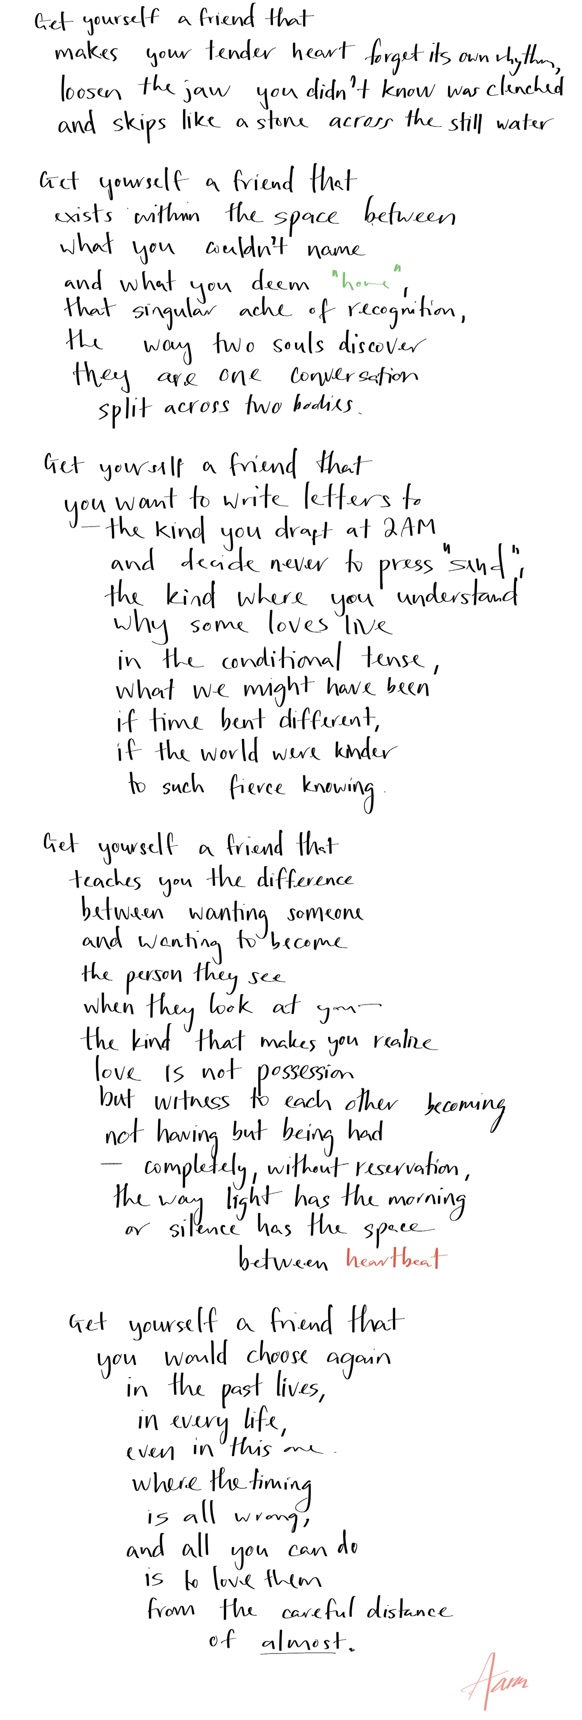 Get yourself a friend that
makes your tender heart forget its own rhythm,
loosen the jaw you didn't know was clenched
and skips like a stone across the still water
Get yourself a friend that
exists within the space between
what you couldn't name
and what you deem "home",
that singular ache of recognition,
the way two souls discover
they are one conversation
split across two bodies.
Get yourself a friend that
you want to write letters to
— the kind you draft at 2AM
and decide never to press "send",
the kind where you understand
why some loves live
in the conditional tense,
what we might have been
if time bent different,
if the world were kinder
to such fierce knowing.
Get yourself a friend that
teaches you the difference
between wanting someone
and wanting to become
the person they see
when they look at you—
the kind that makes you realize
love is not possession
but witness to each other becoming
not having but being had
— completely, without reservation,
the way light has the morning
or silence has the space
between heartbeat
Get yourself a friend that
you would choose again
in the past lives,
in every life,
even in this one.
where the timing
is all wrong,
and all you can do
is to love them
from the careful distance
of almost.